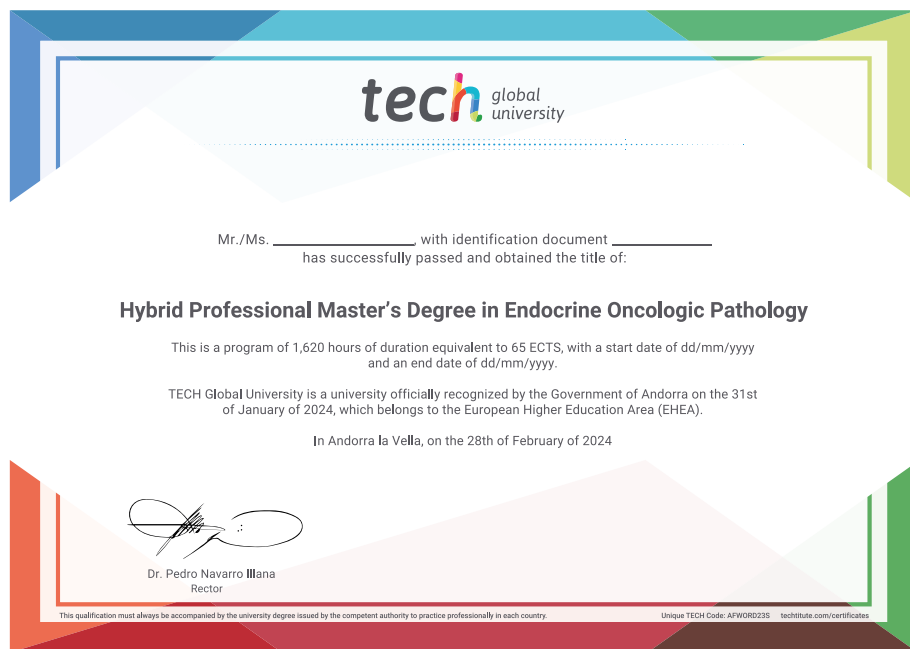 tech global
university
Mr./Ms. ________________, with identification document ___________
has successfully passed and obtained the title of:
Hybrid Professional Master’s Degree in Endocrine Oncologic Pathology
This is a program of 1,620 hours of duration equivalent to 65 ECTS, with a start date of dd/mm/yyyy
and an end date of dd/mm/yyyy.
TECH Global University is a university officially recognized by the Government of Andorra on the 31st
of January of 2024, which belongs to the European Higher Education Area (EHEA).
In Andorra la Vella, on the 28th of February of 2024
Dr. Pedro Navarro Illana
Rector
This qualification must always be accompanied by the university degree issued by the competent authority to practice professionally in each country.
Unique TECH Code: AFWORD23S techtitute.com/certificates